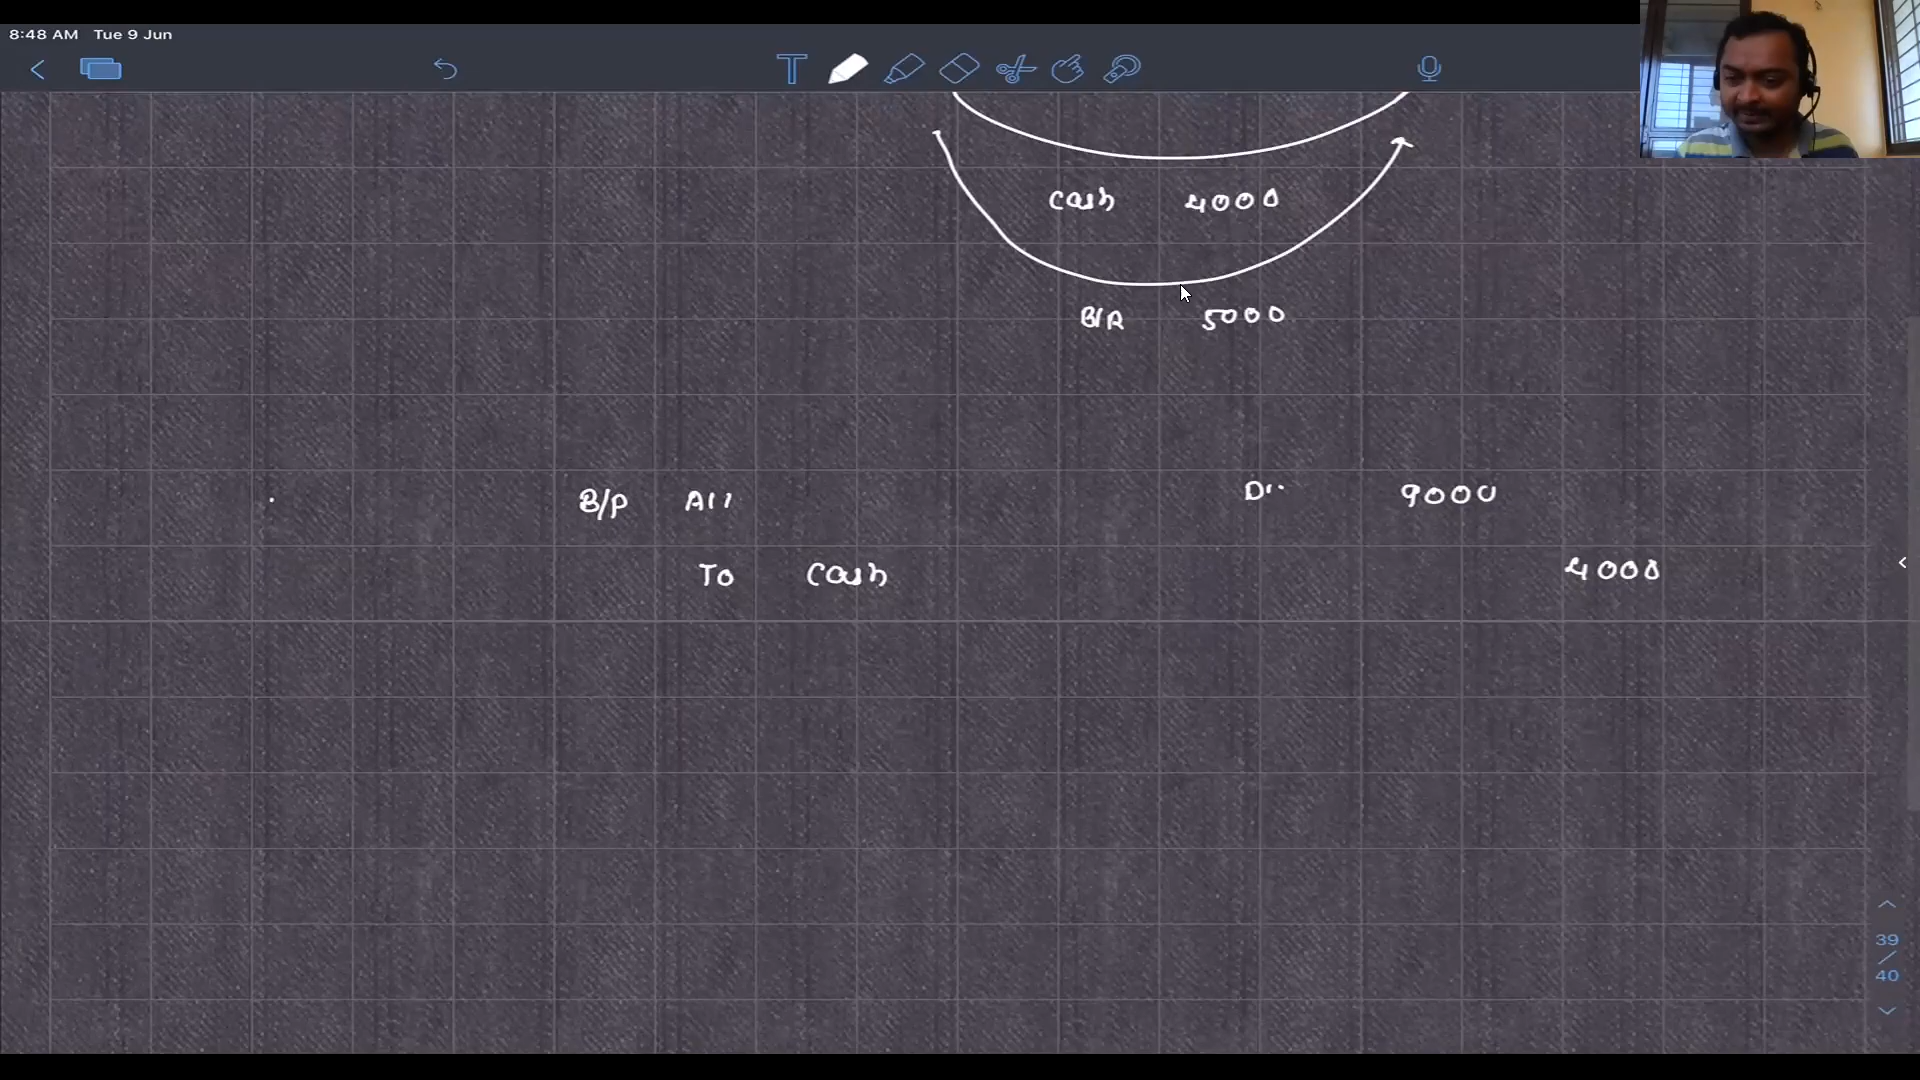 8:48 AM Tue 9 Jun
T
Cash 4000
B/R 5000
B/P A/c Dr. 9000
To Cash 4000
39
/
40